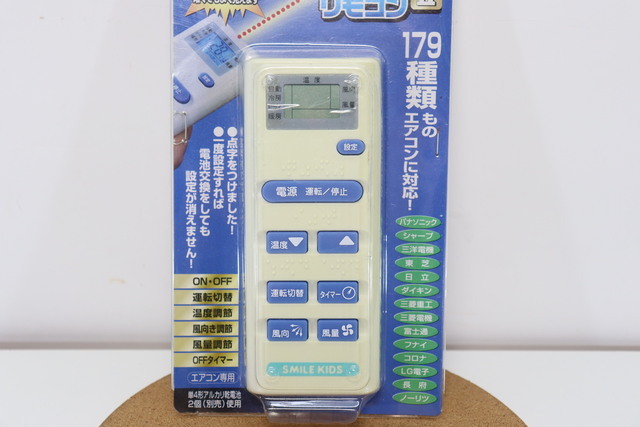 リモコン
179
種類もの
エアコンに対応!
温度
風向
風量
設定
●点字をつけました!
●一度設定すれば
電池交換をしても
設定が消えません!
電源 運転/停止
温度
運転切替
タイマー
風向
風量
SMILE KIDS
ON・OFF
運転切替
温度調節
風向き調節
風量調節
OFFタイマー
エアコン専用
単4形アルカリ乾電池
2個(別売)使用
パナソニック
シャープ
三洋電機
東芝
日立
ダイキン
三菱重工
三菱電機
富士通
フナイ
コロナ
LG電子
長府
ノーリツ